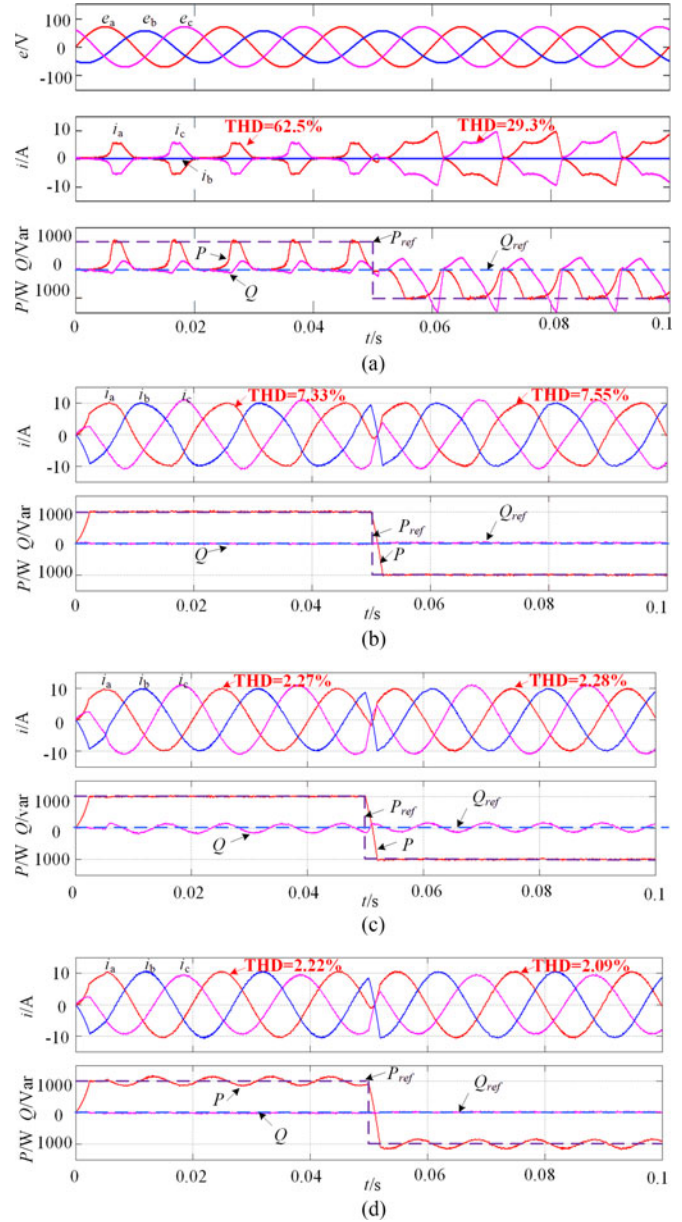 e/V
100
0
-100
e_a e_b e_c
i/A
10
0
-10
i_a i_c THD=62.5% THD=29.3%
i_b
P/W Q/Var
1000
0
1000
P P_ref Q_ref
Q
0 0.02 0.04 0.06 0.08 0.1
t/s
(a)
i/A
10
0
-10
i_a i_b i_c THD=7.33% THD=7.55%
P/W Q/Var
1000
0
1000
P_ref Q_ref
Q P
0 0.02 0.04 0.06 0.08 0.1
t/s
(b)
i/A
10
0
-10
i_a i_b i_c THD=2.27% THD=2.28%
P/W Q/var
1000
0
1000
P_ref Q_ref
Q P
0 0.02 0.04 0.06 0.08 0.1
t/s
(c)
i/A
10
0
-10
i_a i_b i_c THD=2.22% THD=2.09%
P/W Q/Var
1000
0
1000
P P_ref Q_ref
Q
0 0.02 0.04 0.06 0.08 0.1
t/s
(d)